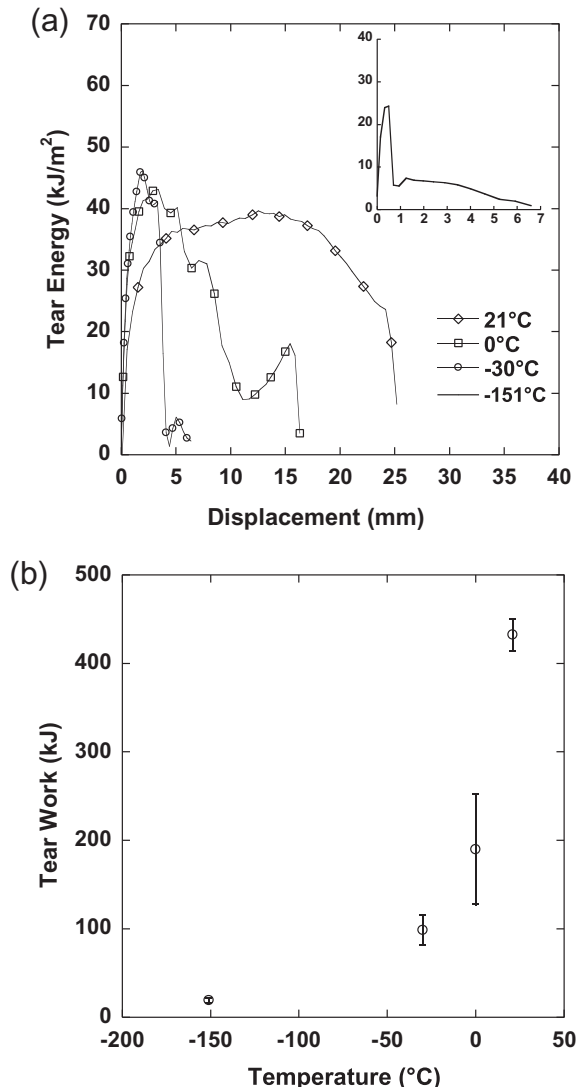 (a)
70
60
50
40
30
20
10
0
Tear Energy (kJ/m²)
0 5 10 15 20 25 30 35 40
Displacement (mm)
40
30
20
10
0
0 1 2 3 4 5 6 7
21°C
0°C
-30°C
-151°C
(b)
500
400
300
200
100
0
Tear Work (kJ)
-200 -150 -100 -50 0 50
Temperature (°C)